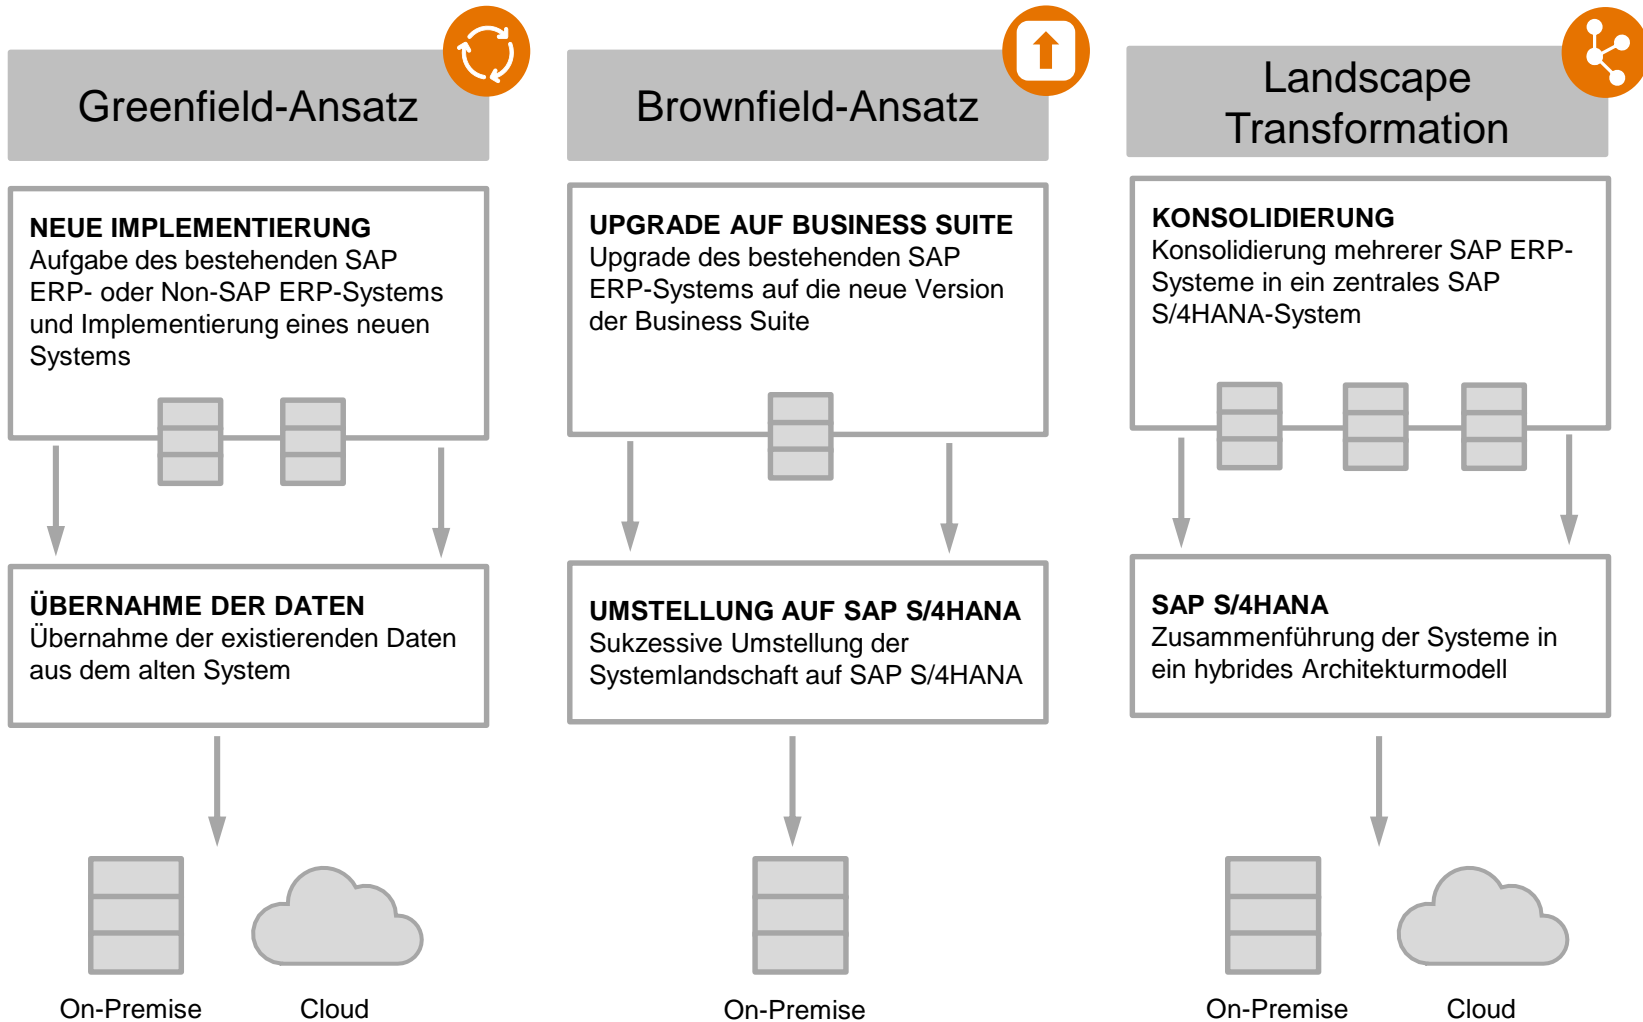 Greenfield-Ansatz
NEUE IMPLEMENTIERUNG
Aufgabe des bestehenden SAP
ERP- oder Non-SAP ERP-Systems
und Implementierung eines neuen
Systems
ÜBERNAHME DER DATEN
Übernahme der existierenden Daten
aus dem alten System
On-Premise
Cloud
Brownfield-Ansatz
UPGRADE AUF BUSINESS SUITE
Upgrade des bestehenden SAP
ERP-Systems auf die neue Version
der Business Suite
UMSTELLUNG AUF SAP S/4HANA
Sukzessive Umstellung der
Systemlandschaft auf SAP S/4HANA
On-Premise
Landscape
Transformation
KONSOLIDIERUNG
Konsolidierung mehrerer SAP ERP-
Systeme in ein zentrales SAP
S/4HANA-System
SAP S/4HANA
Zusammenführung der Systeme in
ein hybrides Architekturmodell
On-Premise
Cloud